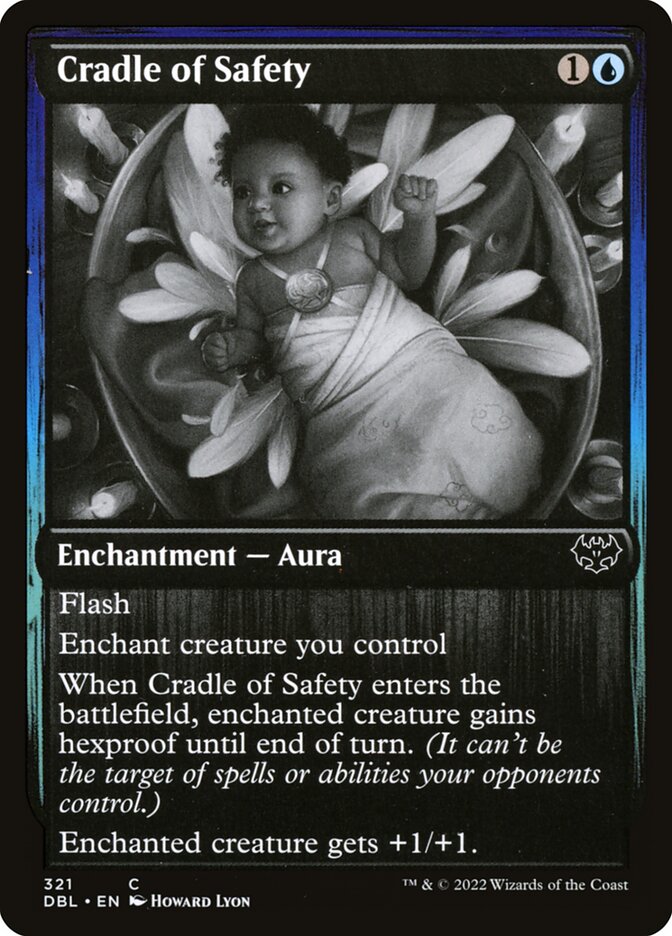 Cradle of Safety 1
Enchantment — Aura
Flash
Enchant creature you control
When Cradle of Safety enters the
battlefield, enchanted creature gains
hexproof until end of turn. (It can't be
the target of spells or abilities your opponents
control.)
Enchanted creature gets +1/+1.
321 C
DBL • EN Howard Lyon
™ & © 2022 Wizards of the Coast